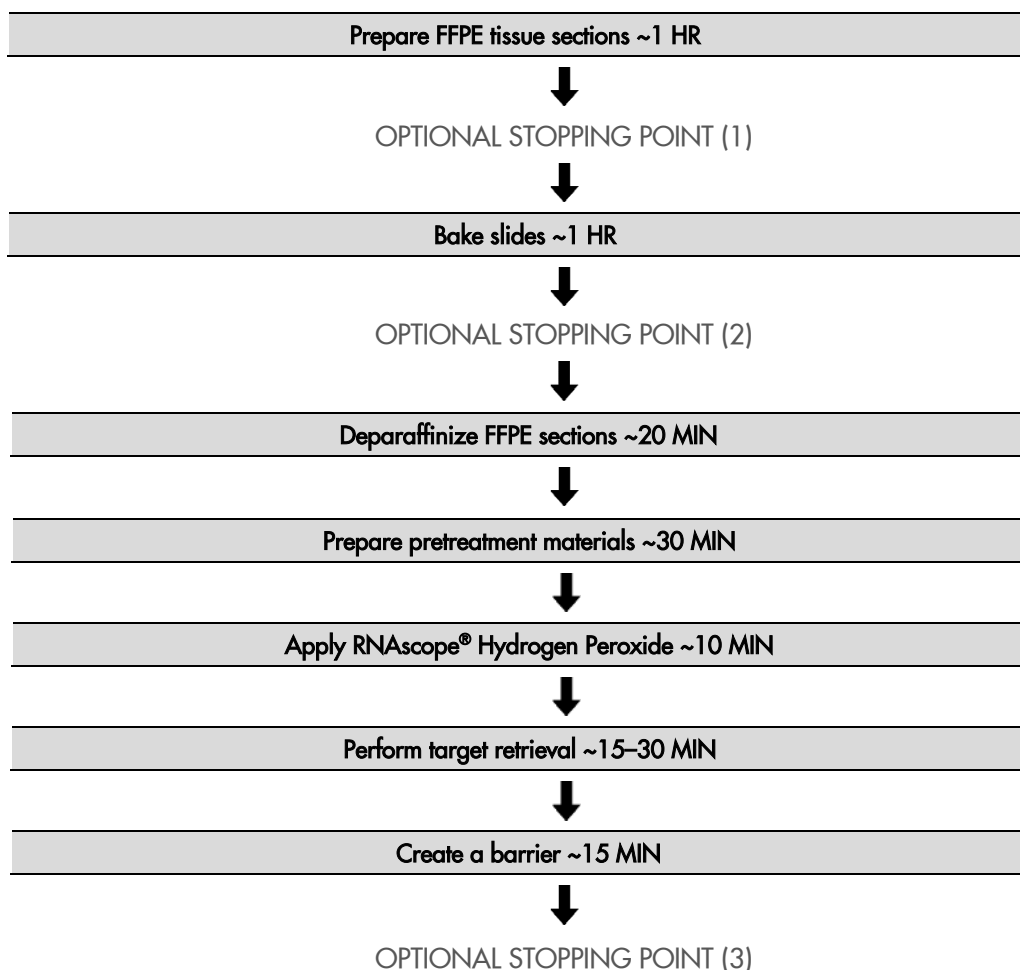 Prepare FFPE tissue sections ~1 HR
OPTIONAL STOPPING POINT (1)
Bake slides ~1 HR
OPTIONAL STOPPING POINT (2)
Deparaffinize FFPE sections ~20 MIN
Prepare pretreatment materials ~30 MIN
Apply RNAscope® Hydrogen Peroxide ~10 MIN
Perform target retrieval ~15–30 MIN
Create a barrier ~15 MIN
OPTIONAL STOPPING POINT (3)